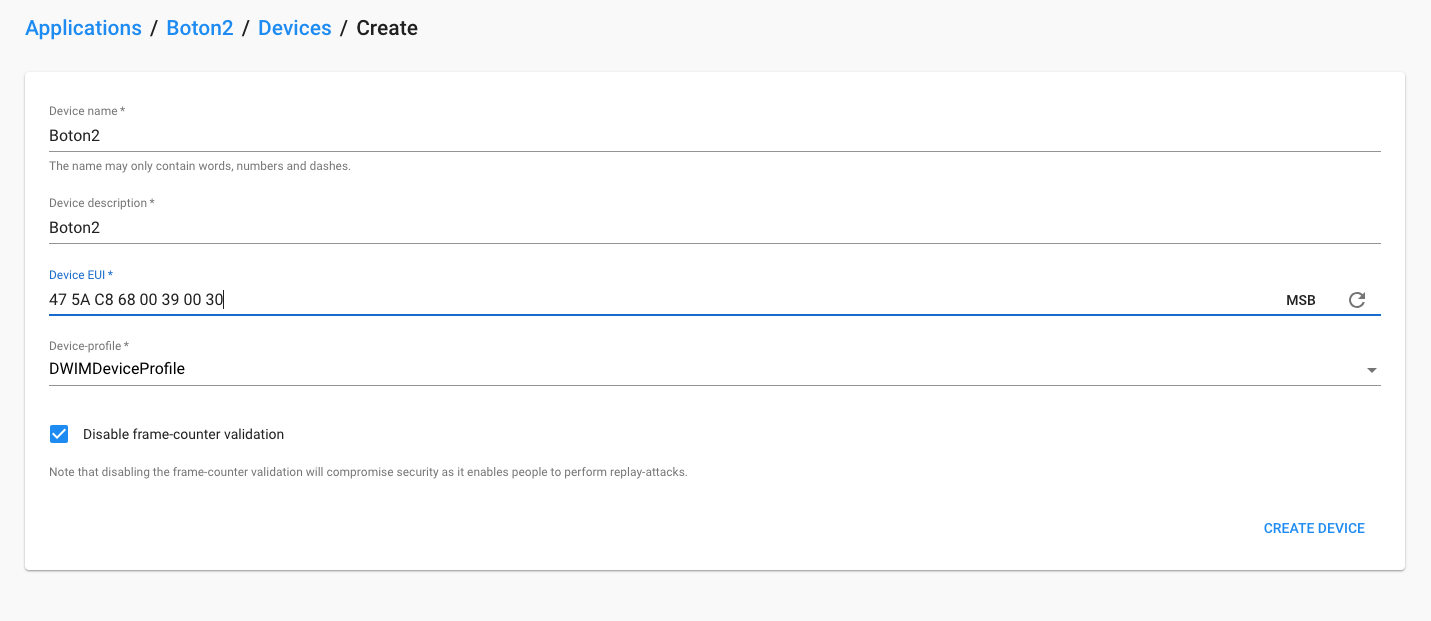 Applications / Boton2 / Devices / Create
Device name *
Boton2
The name may only contain words, numbers and dashes.
Device description *
Boton2
Device EUI *
47 5A C8 68 00 39 00 30 MSB
Device-profile *
DWIMDeviceProfile
Disable frame-counter validation
Note that disabling the frame-counter validation will compromise security as it enables people to perform replay-attacks.
CREATE DEVICE